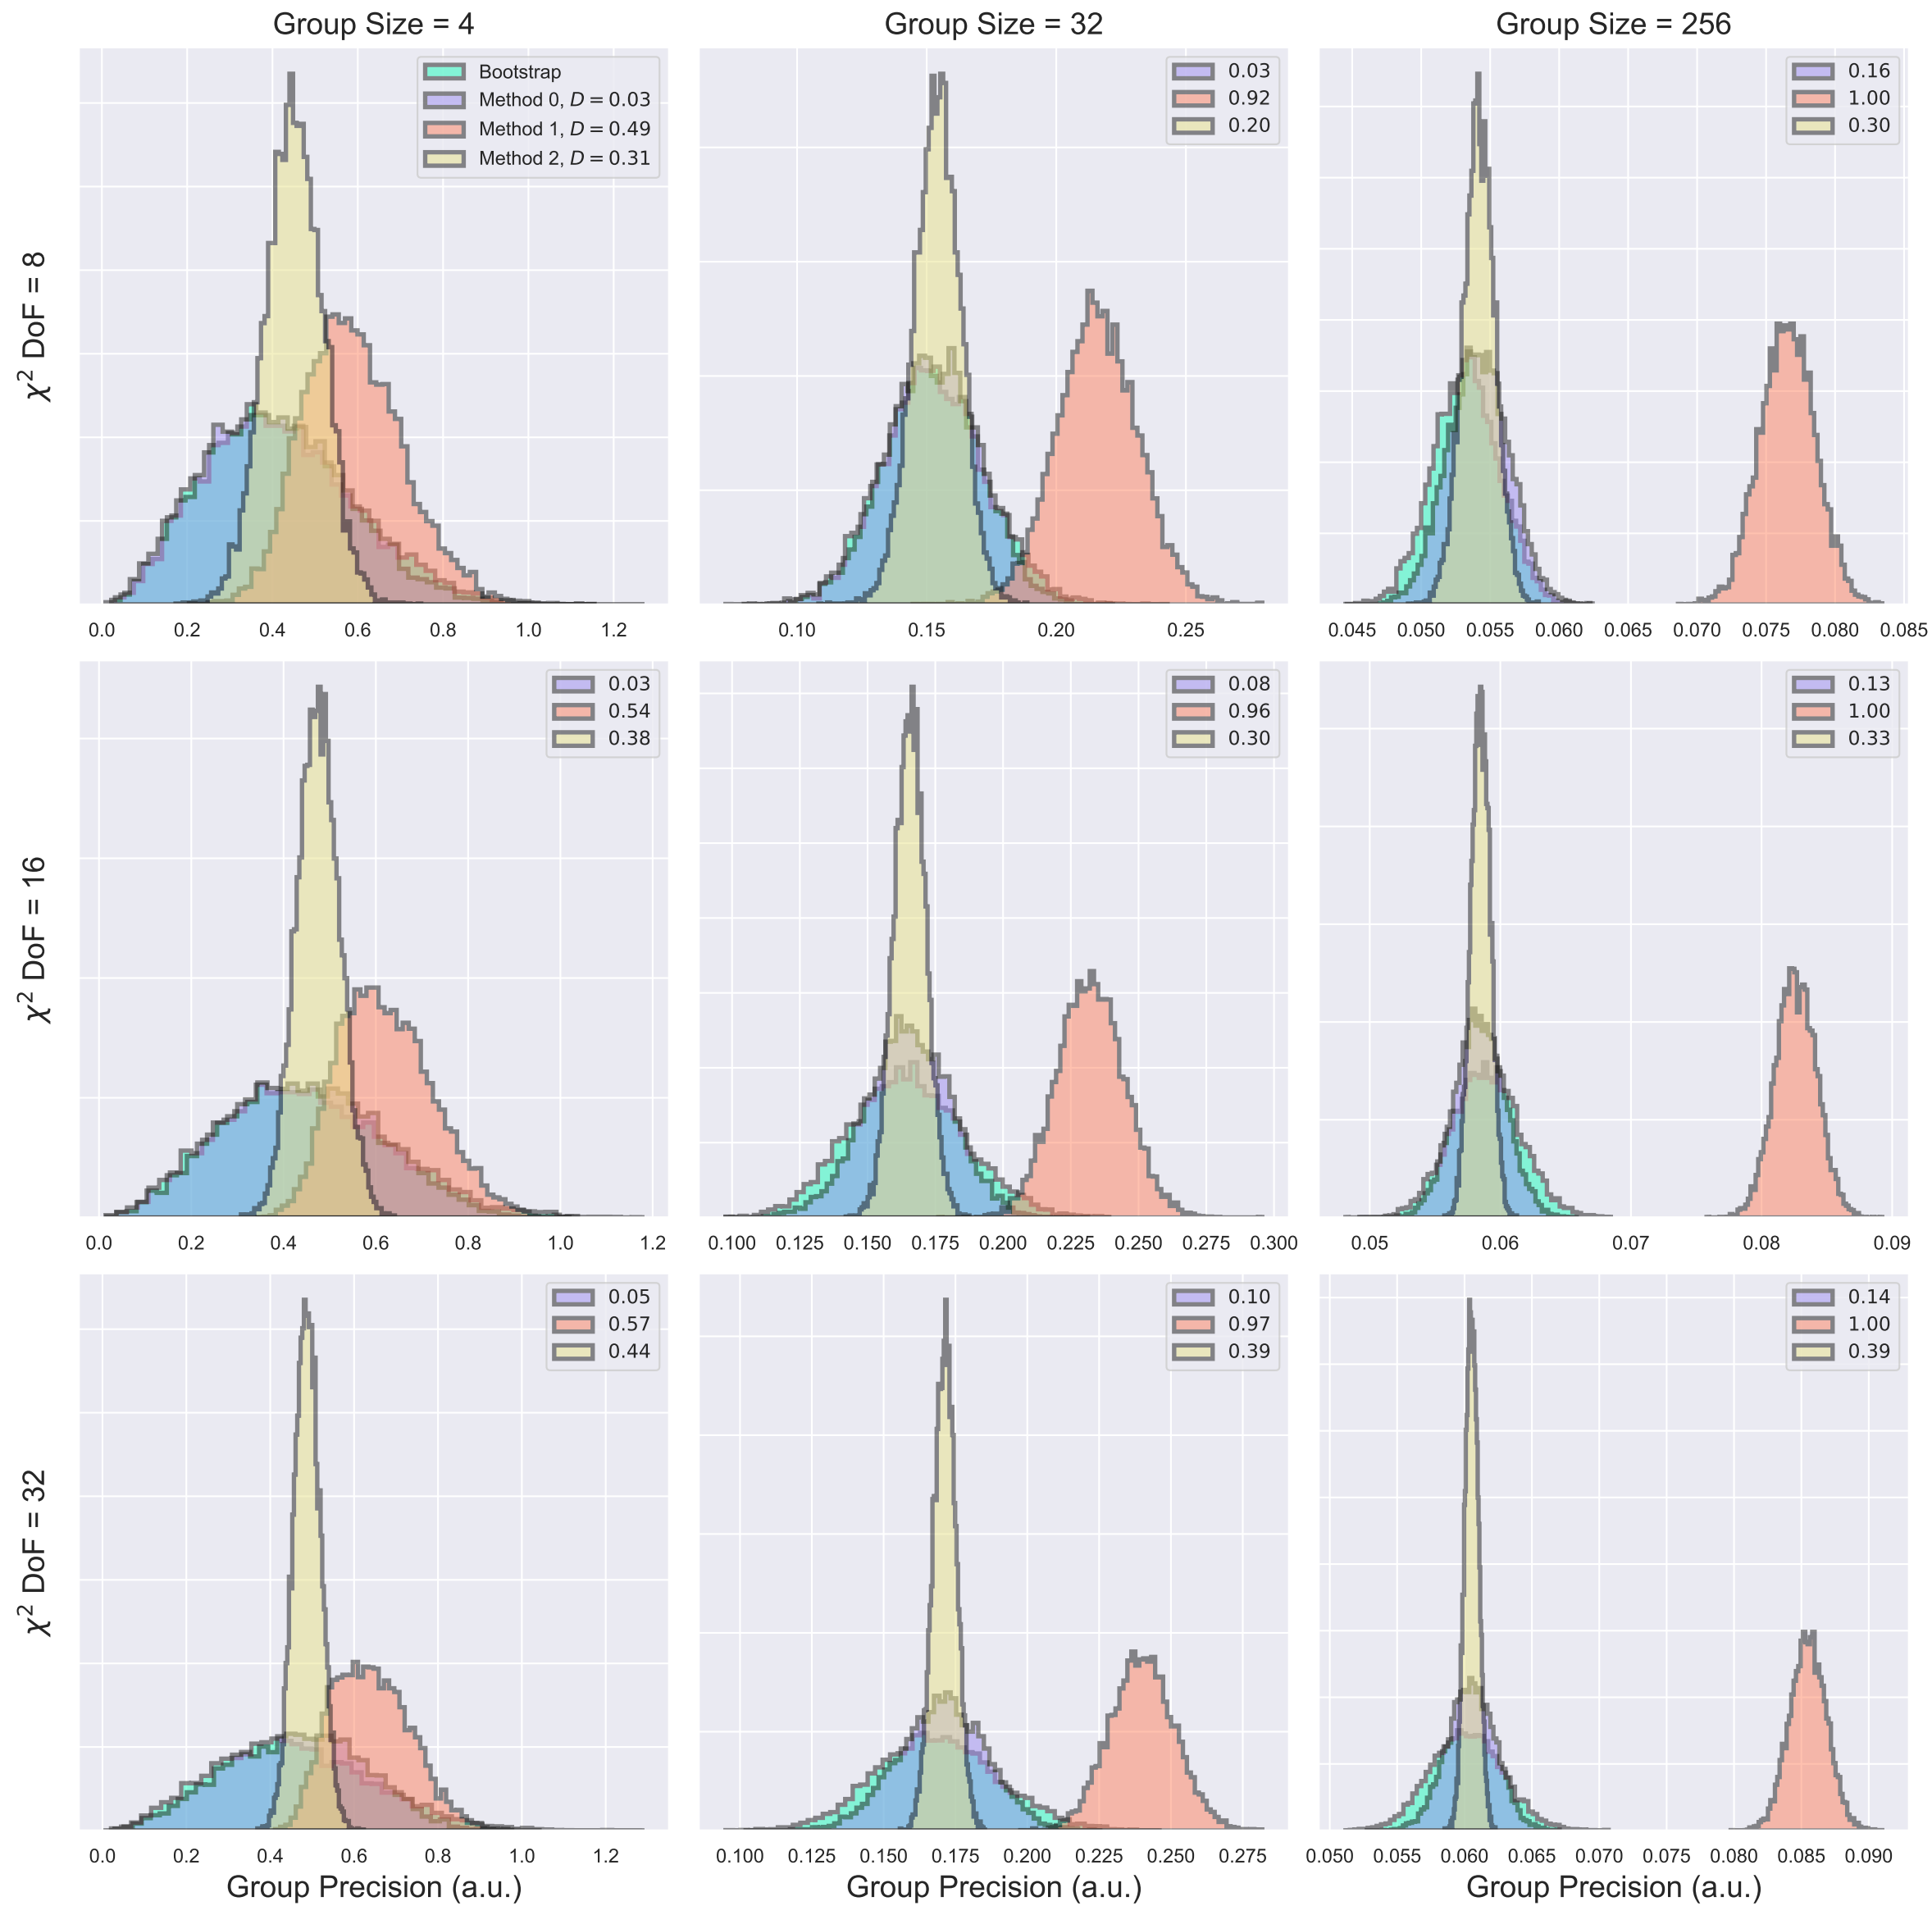 Group Size = 4
Group Size = 32
Group Size = 256
χ² DoF = 8
Bootstrap
Method 0, D = 0.03
Method 1, D = 0.49
Method 2, D = 0.31
0.03
0.92
0.20
0.16
1.00
0.30
0.0 0.2 0.4 0.6 0.8 1.0 1.2
0.10 0.15 0.20 0.25
0.045 0.050 0.055 0.060 0.065 0.070 0.075 0.080 0.085
χ² DoF = 16
0.03
0.54
0.38
0.08
0.96
0.30
0.13
1.00
0.33
0.0 0.2 0.4 0.6 0.8 1.0 1.2
0.100 0.125 0.150 0.175 0.200 0.225 0.250 0.275 0.300
0.05 0.06 0.07 0.08 0.09
χ² DoF = 32
0.05
0.57
0.44
0.10
0.97
0.39
0.14
1.00
0.39
0.0 0.2 0.4 0.6 0.8 1.0 1.2
0.100 0.125 0.150 0.175 0.200 0.225 0.250 0.275
0.050 0.055 0.060 0.065 0.070 0.075 0.080 0.085 0.090
Group Precision (a.u.)
Group Precision (a.u.)
Group Precision (a.u.)